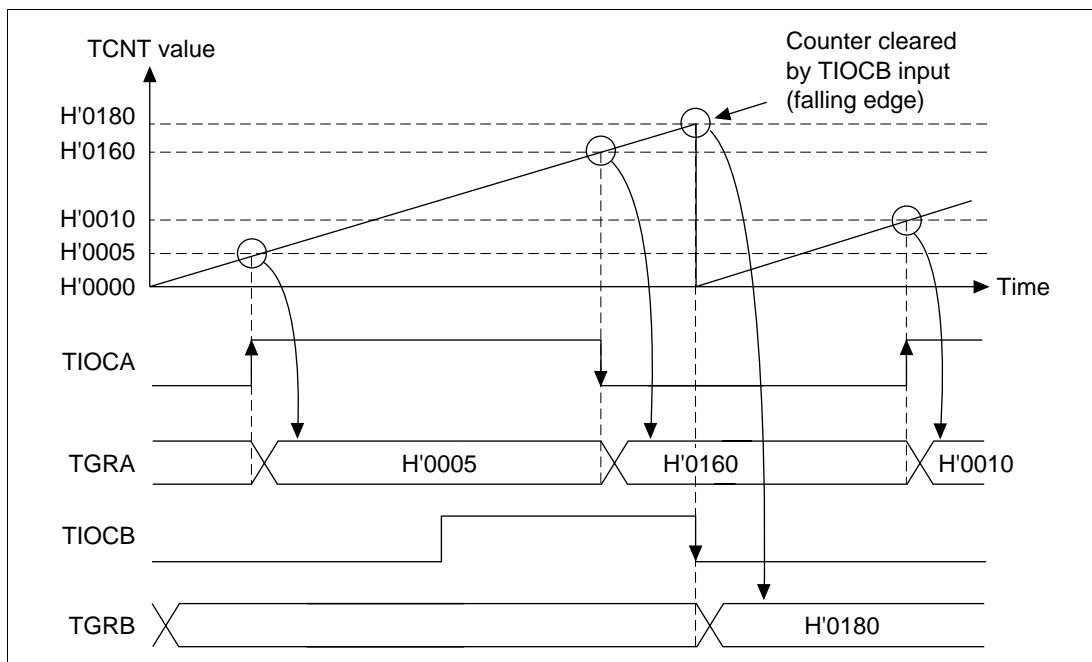 TCNT value
Counter cleared
by TIOCB input
(falling edge)
H'0180
H'0160
H'0010
H'0005
H'0000
Time
TIOCA
TGRA
H'0005
H'0160
H'0010
TIOCB
TGRB
H'0180